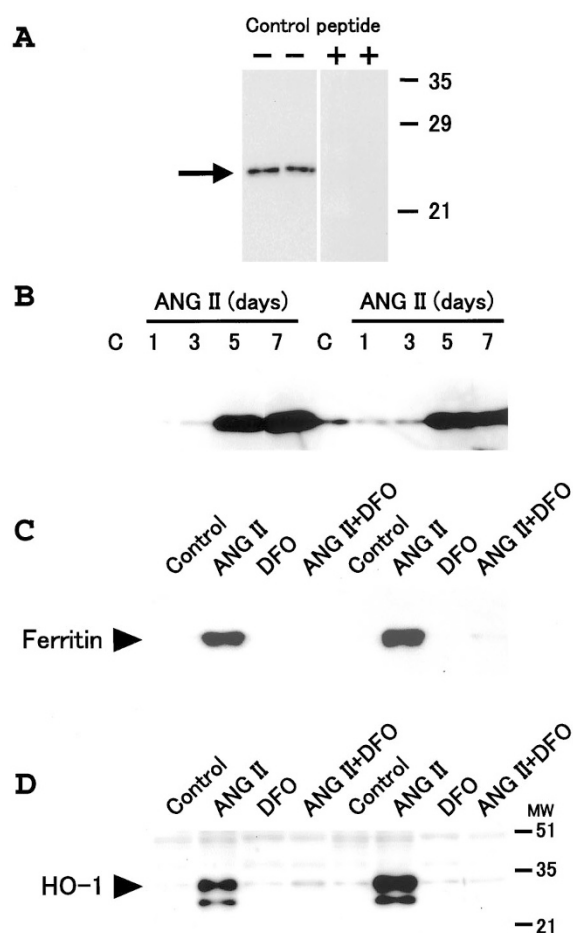 A
Control peptide
− − + +
35
29
21
B
ANG II (days) ANG II (days)
C 1 3 5 7 C 1 3 5 7
C
Control ANG II DFO ANG II+DFO Control ANG II DFO ANG II+DFO
Ferritin
D
Control ANG II DFO ANG II+DFO Control ANG II DFO ANG II+DFO
MW
51
35
HO-1
21